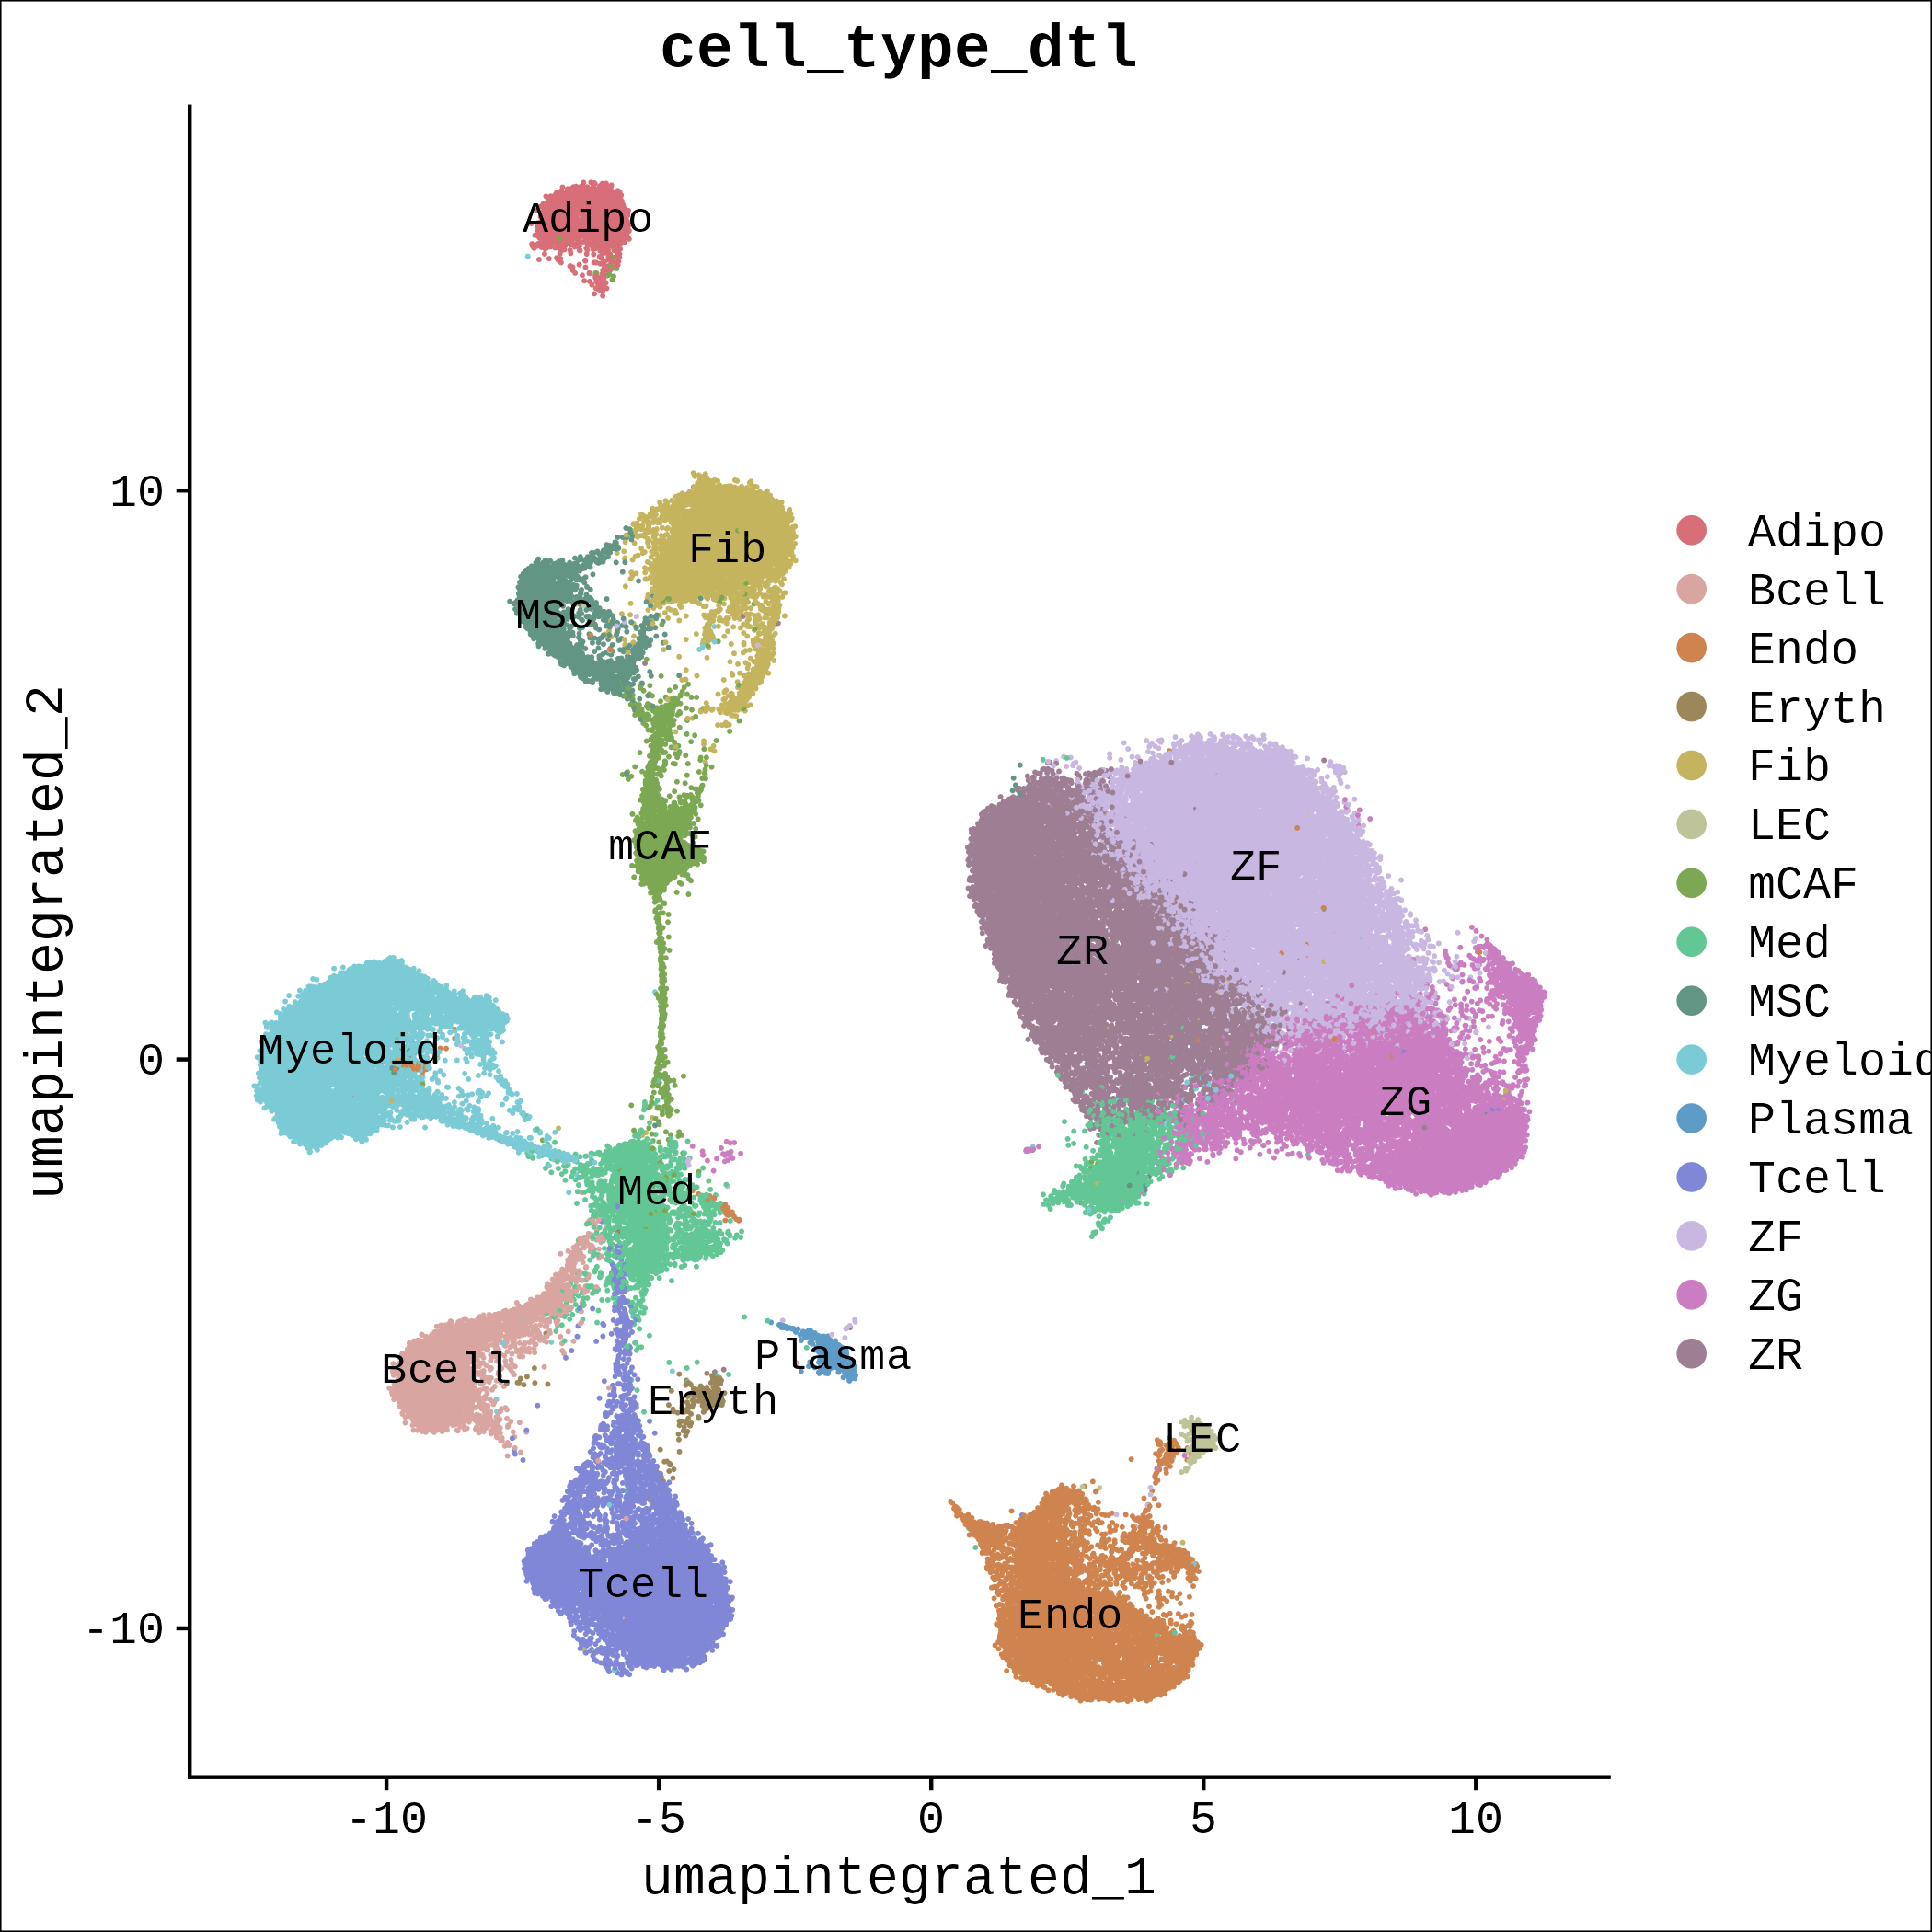 cell_type_dtl
umapintegrated_2
10
0
-10
Adipo
Fib
MSC
mCAF
ZF
ZR
Myeloid
ZG
Med
Plasma
Bcell
Eryth
LEC
Tcell
Endo
-10
-5
0
5
10
umapintegrated_1
Adipo
Bcell
Endo
Eryth
Fib
LEC
mCAF
Med
MSC
Myeloid
Plasma
Tcell
ZF
ZG
ZR